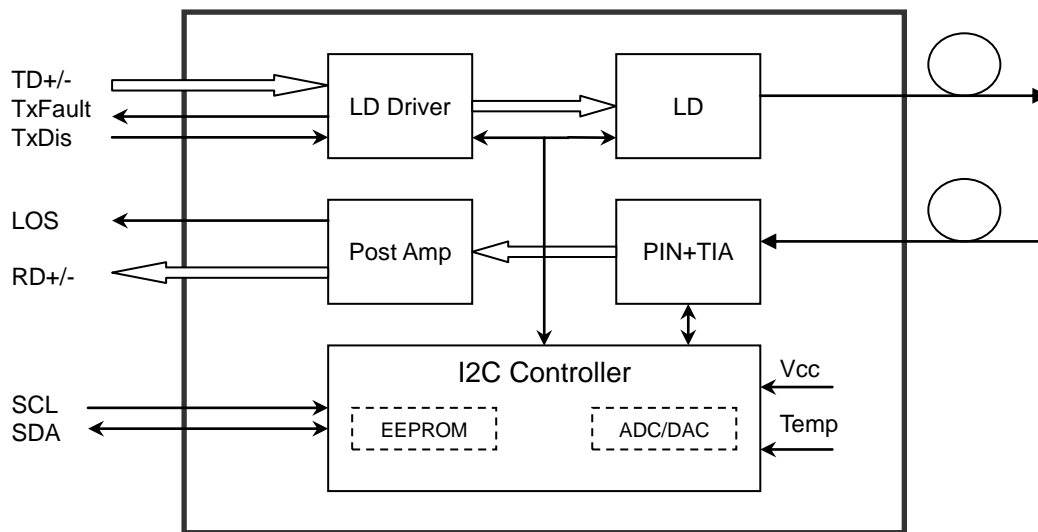 TD+/-
TxFault
TxDis
LD Driver
LD
LOS
RD+/-
Post Amp
PIN+TIA
I2C Controller
EEPROM
ADC/DAC
Vcc
Temp
SCL
SDA